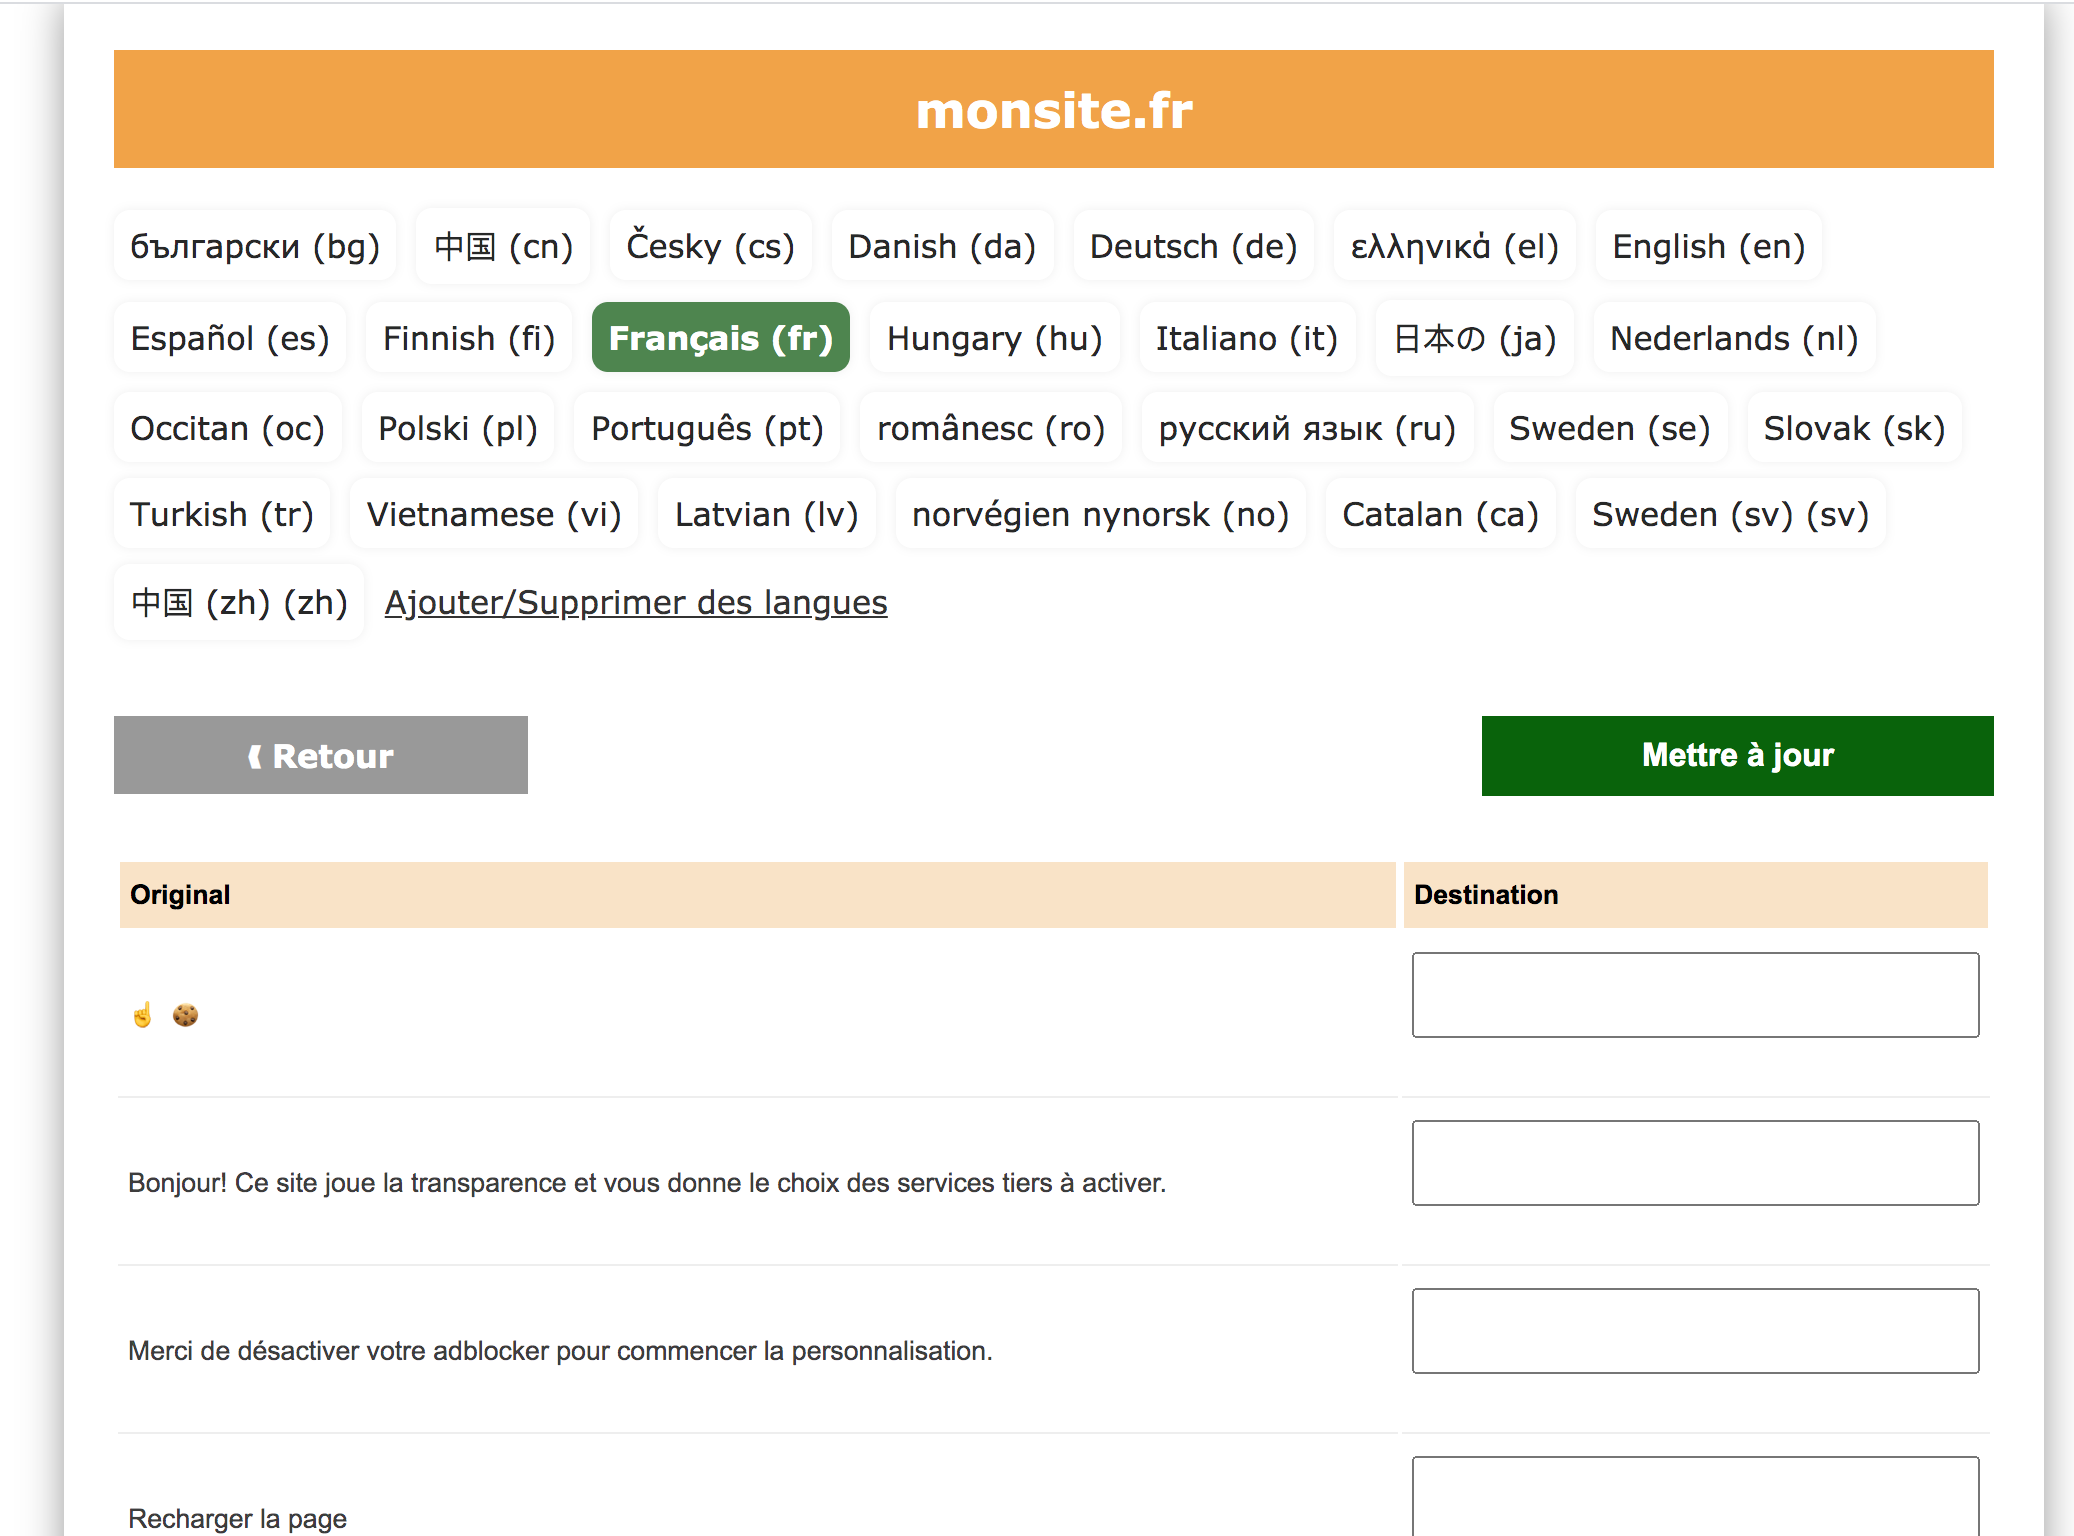 monsite.fr
български (bg) 中国 (cn) Česky (cs) Danish (da) Deutsch (de) ελληνικά (el) English (en)
Español (es) Finnish (fi) Français (fr) Hungary (hu) Italiano (it) 日本の (ja) Nederlands (nl)
Occitan (oc) Polski (pl) Português (pt) românesc (ro) русский язык (ru) Sweden (se) Slovak (sk)
Turkish (tr) Vietnamese (vi) Latvian (lv) norvégien nynorsk (no) Catalan (ca) Sweden (sv) (sv)
中国 (zh) (zh) Ajouter/Supprimer des langues
❰ Retour Mettre à jour
Original Destination
☝️ 🍪
Bonjour! Ce site joue la transparence et vous donne le choix des services tiers à activer.
Merci de désactiver votre adblocker pour commencer la personnalisation.
Recharger la page